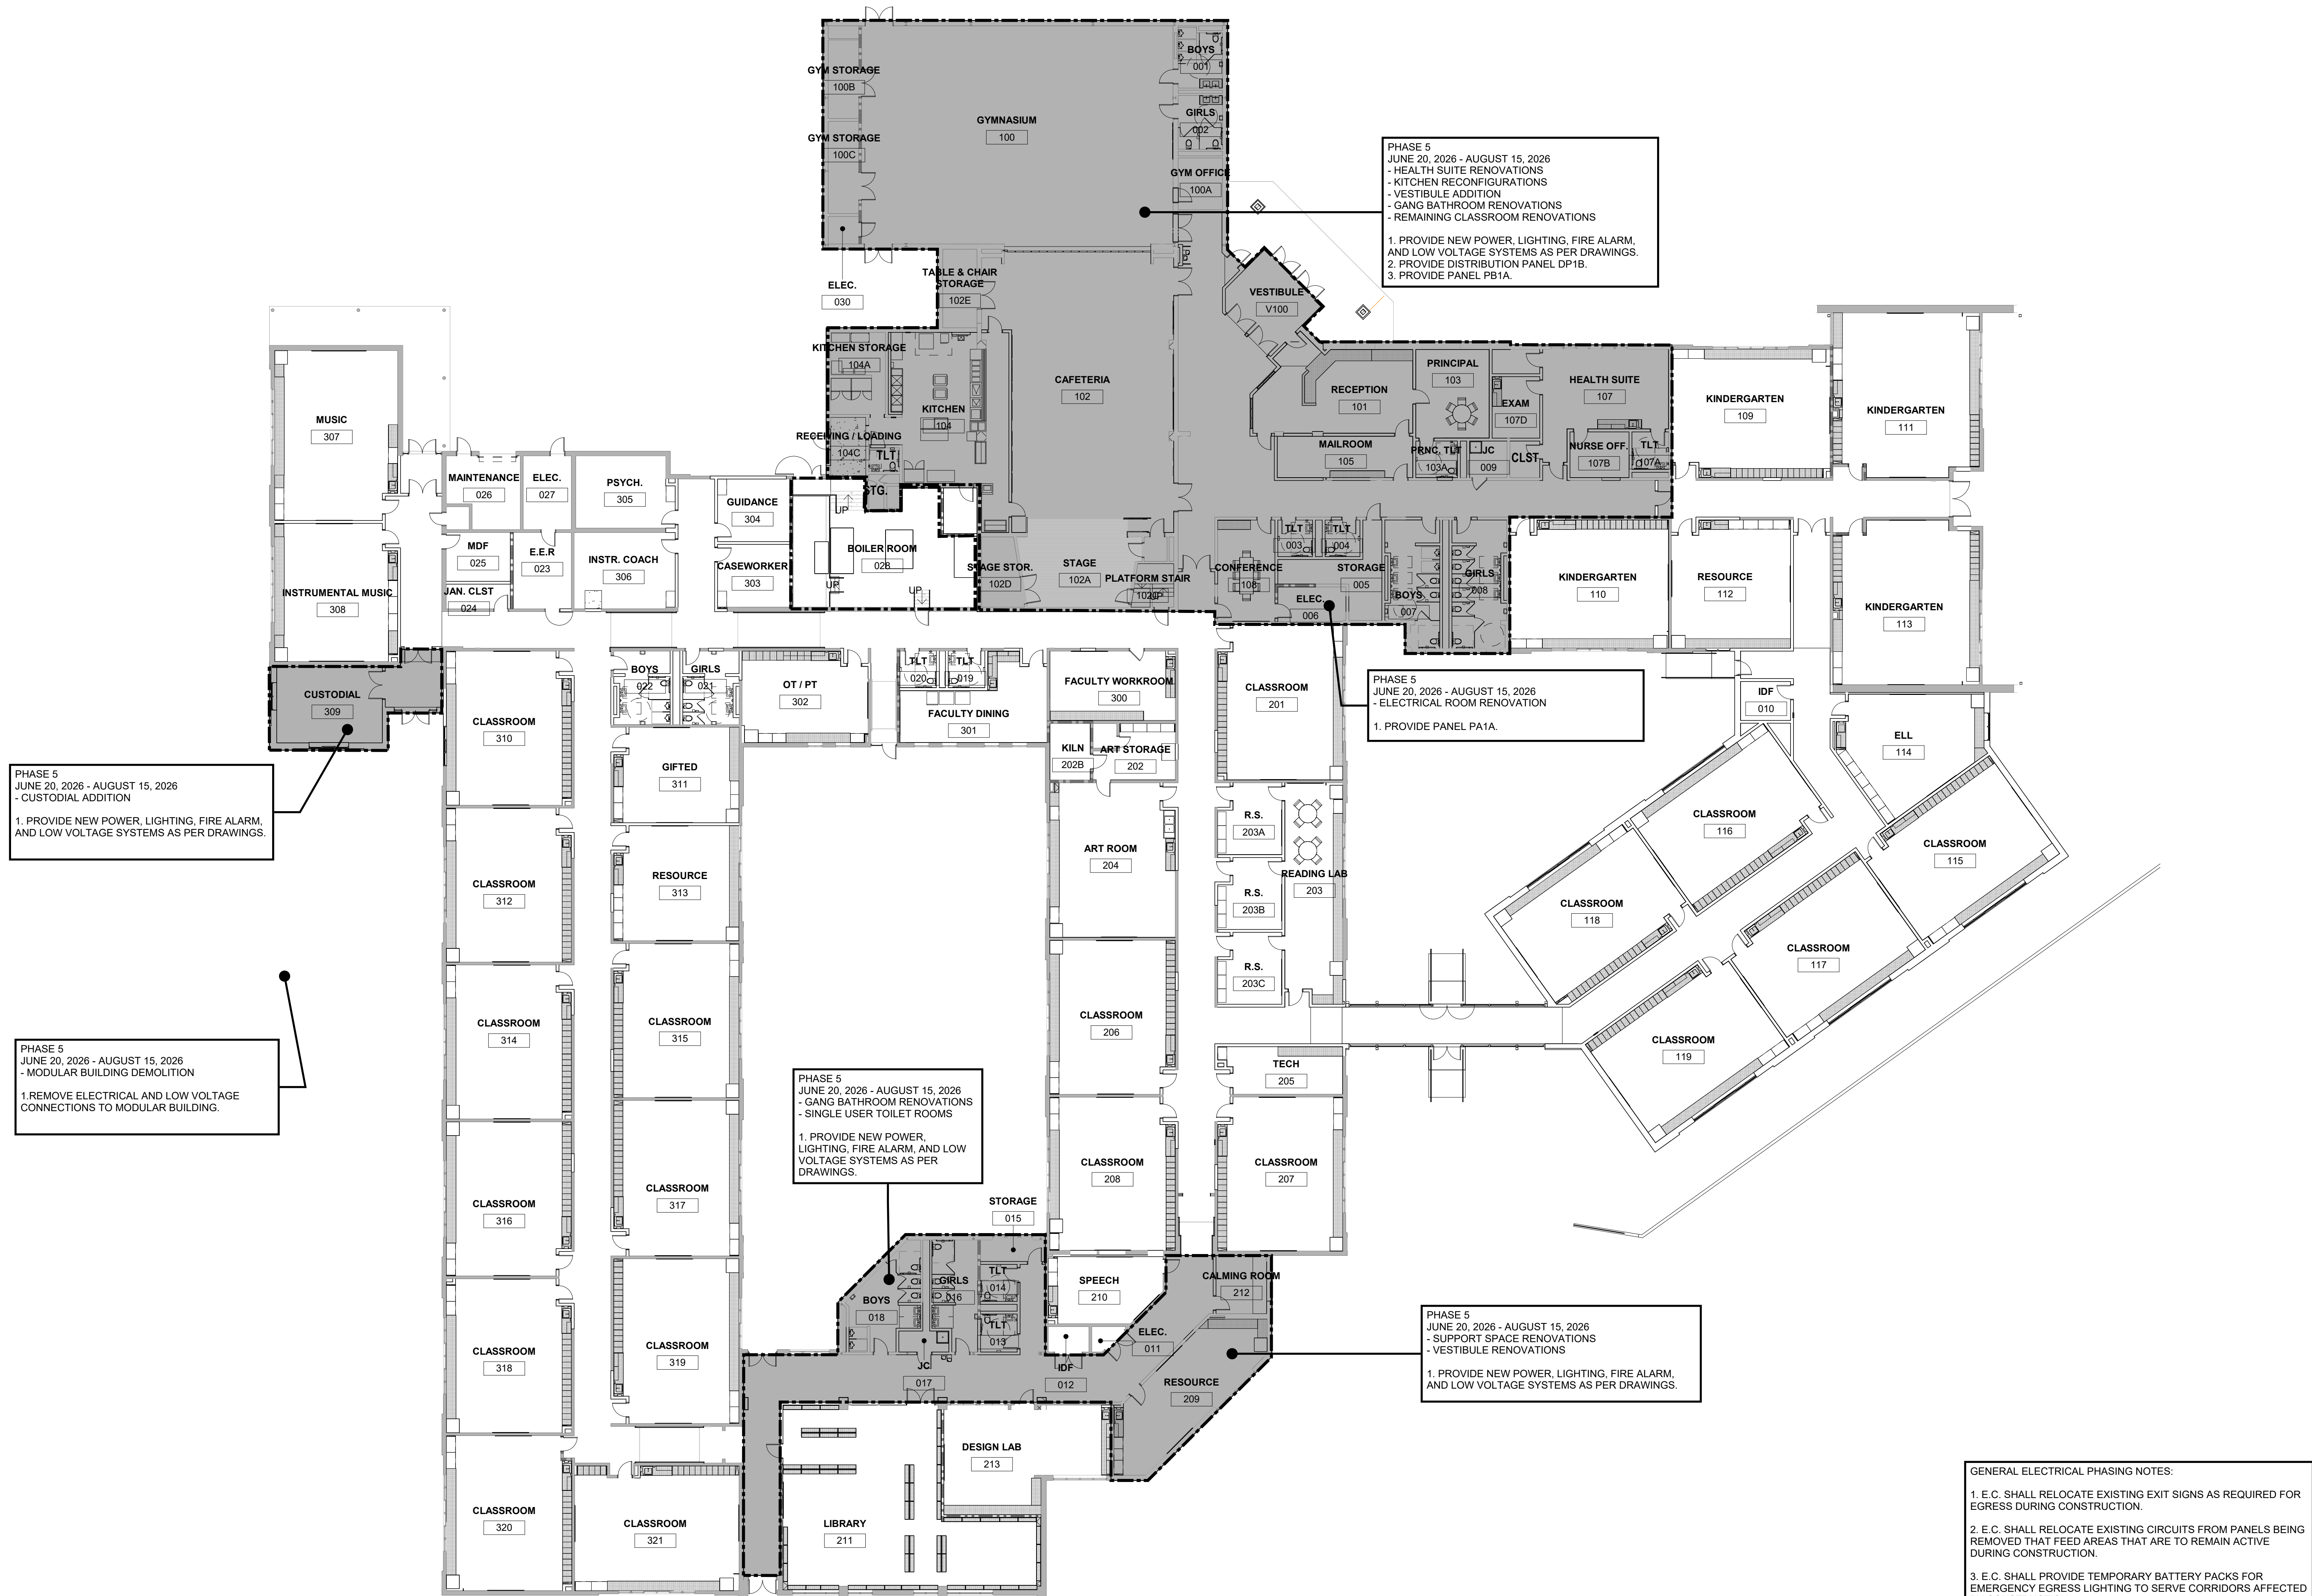 BOYS
001
GYM STORAGE
100B
GIRLS
002
GYMNASIUM
100
GYM STORAGE
100C
GYM OFFICE
100A
PHASE 5
JUNE 20, 2026 - AUGUST 15, 2026
- HEALTH SUITE RENOVATIONS
- KITCHEN RECONFIGURATIONS
- VESTIBULE ADDITION
- GANG BATHROOM RENOVATIONS
- REMAINING CLASSROOM RENOVATIONS
1. PROVIDE NEW POWER, LIGHTING, FIRE ALARM,
AND LOW VOLTAGE SYSTEMS AS PER DRAWINGS.
2. PROVIDE DISTRIBUTION PANEL DP1B.
3. PROVIDE PANEL PB1A.
ELEC.
030
TABLE & CHAIR
STORAGE
102E
VESTIBULE
V100
KITCHEN STORAGE
104A
CAFETERIA
102
RECEPTION
101
PRINCIPAL
103
EXAM
107D
HEALTH SUITE
107
KINDERGARTEN
109
KINDERGARTEN
111
KITCHEN
104
RECEIVING / LOADING
104C
TLT
STG.
MAILROOM
105
PRNC. TLT
103A
JC
009
CLST.
NURSE OFF.
107B
TLT
107A
MUSIC
307
MAINTENANCE
026
ELEC.
027
PSYCH.
305
GUIDANCE
304
UP
MDF
025
E.E.R
023
INSTR. COACH
306
CASEWORKER
303
BOILER ROOM
028
UP
UP
JAN. CLST
024
INSTRUMENTAL MUSIC
308
STAGE STOR.
102D
STAGE
102A
PLATFORM STAIR
UP
CONFERENCE
108
TLT
003
TLT
004
STORAGE
005
ELEC.
006
BOYS
007
GIRLS
008
KINDERGARTEN
110
RESOURCE
112
KINDERGARTEN
113
CUSTODIAL
309
BOYS
022
GIRLS
021
OT / PT
302
TLT
020
TLT
019
FACULTY DINING
301
FACULTY WORKROOM
300
KILN
202B
ART STORAGE
202
CLASSROOM
201
PHASE 5
JUNE 20, 2026 - AUGUST 15, 2026
- ELECTRICAL ROOM RENOVATION
1. PROVIDE PANEL PA1A.
IDF
010
ELL
114
CLASSROOM
310
GIFTED
311
PHASE 5
JUNE 20, 2026 - AUGUST 15, 2026
- CUSTODIAL ADDITION
1. PROVIDE NEW POWER, LIGHTING, FIRE ALARM,
AND LOW VOLTAGE SYSTEMS AS PER DRAWINGS.
CLASSROOM
312
RESOURCE
313
ART ROOM
204
R.S.
203A
R.S.
203B
READING LAB
203
R.S.
203C
CLASSROOM
116
CLASSROOM
115
CLASSROOM
118
CLASSROOM
117
CLASSROOM
119
CLASSROOM
314
CLASSROOM
315
CLASSROOM
206
TECH
205
PHASE 5
JUNE 20, 2026 - AUGUST 15, 2026
- MODULAR BUILDING DEMOLITION
1.REMOVE ELECTRICAL AND LOW VOLTAGE
CONNECTIONS TO MODULAR BUILDING.
PHASE 5
JUNE 20, 2026 - AUGUST 15, 2026
- GANG BATHROOM RENOVATIONS
- SINGLE USER TOILET ROOMS
1. PROVIDE NEW POWER,
LIGHTING, FIRE ALARM, AND LOW
VOLTAGE SYSTEMS AS PER
DRAWINGS.
CLASSROOM
316
CLASSROOM
317
CLASSROOM
208
CLASSROOM
207
STORAGE
015
BOYS
018
GIRLS
016
TLT
014
TLT
013
SPEECH
210
CALMING ROOM
212
ELEC.
011
JC
017
IDF
012
RESOURCE
209
PHASE 5
JUNE 20, 2026 - AUGUST 15, 2026
- SUPPORT SPACE RENOVATIONS
- VESTIBULE RENOVATIONS
1. PROVIDE NEW POWER, LIGHTING, FIRE ALARM,
AND LOW VOLTAGE SYSTEMS AS PER DRAWINGS.
CLASSROOM
318
CLASSROOM
319
DESIGN LAB
213
CLASSROOM
320
CLASSROOM
321
LIBRARY
211
GENERAL ELECTRICAL PHASING NOTES:
1. E.C. SHALL RELOCATE EXISTING EXIT SIGNS AS REQUIRED FOR
EGRESS DURING CONSTRUCTION.
2. E.C. SHALL RELOCATE EXISTING CIRCUITS FROM PANELS BEING
REMOVED THAT FEED AREAS THAT ARE TO REMAIN ACTIVE
DURING CONSTRUCTION.
3. E.C. SHALL PROVIDE TEMPORARY BATTERY PACKS FOR
EMERGENCY EGRESS LIGHTING TO SERVE CORRIDORS AFFECTED